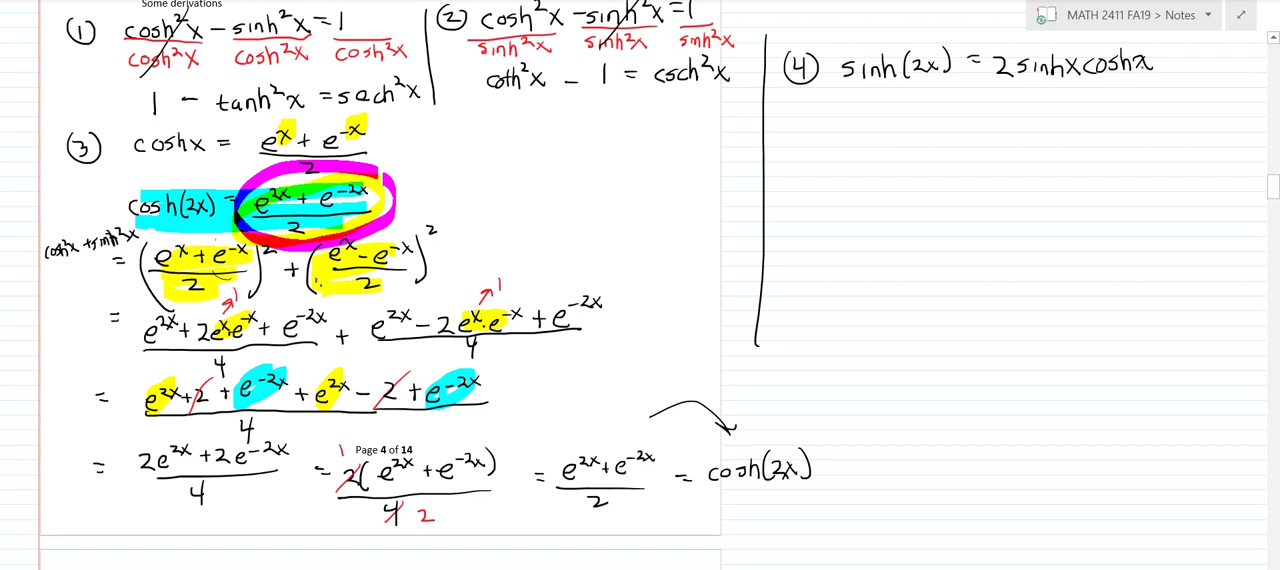 Some derivations
MATH 2411 FA19 > Notes
① cosh²x/cosh²x − sinh²x/cosh²x = 1/cosh²x
1 − tanh²x = sech²x
② cosh²x/sinh²x − sinh²x/sinh²x = 1/sinh²x
coth²x − 1 = csch²x
③ coshx = (e^x + e^-x)/2
cosh(2x) = (e^2x + e^-2x)/2
cosh²x + sinh²x
= ((e^x + e^-x)/2)² + ((e^x − e^-x)/2)²
= (e^2x + 2e^x·e^-x + e^-2x)/4 + (e^2x − 2e^x·e^-x + e^-2x)/4
1 1
= (e^2x + 2 + e^-2x + e^2x − 2 + e^-2x)/4
= (2e^2x + 2e^-2x)/4 = 2(e^2x + e^-2x)/4 = (e^2x + e^-2x)/2 = cosh(2x)
1 2
Page 4 of 14
④ sinh(2x) = 2sinhxcoshx